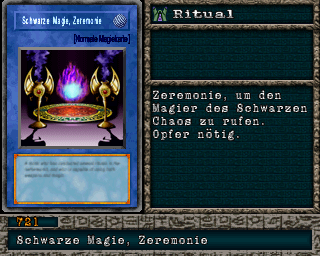 Schwarze Magie, Zeremonie
[Normale Magiekarte]
Ritual
Zeremonie, um den
Magier des Schwarzen
Chaos zu rufen.
Opfer nötig.
721
Schwarze Magie, Zeremonie